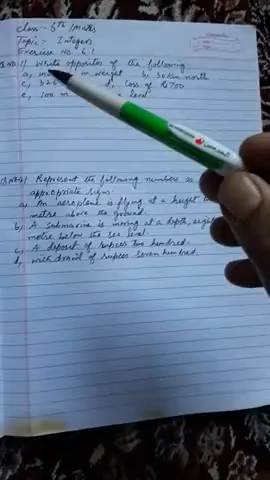 Class - 6th / Maths
Topic:- Integers
Exercise No. 6.1
Q.NO.1) Write opposites of the following:
a, in weight b, 30 km north
c, 326 d, Loss of Rs 700
e, 100 m level
Q.NO.2) Represent the following numbers as
appropriate sign.
a, An aeroplane is flying at a height
metre above the ground.
b, A submarine is moving at a depth,
metre below the sea level.
c, A deposit of rupees two hundred.
d, withdrawl of rupees seven hundred.